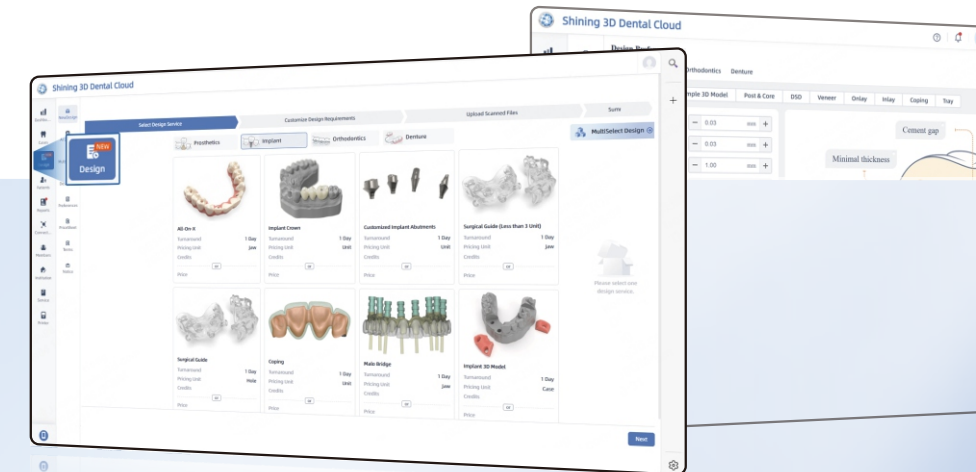 Shining 3D Dental Cloud
Design
Orthodontics Denture
Post & Core DSD Veneer Onlay Inlay Coping Tray
0.03 mm
0.03 mm
1.00 mm
Cement gap
Minimal thickness
Shining 3D Dental Cloud
Select Design Service
Customize Design Requirements
Upload Scanned Files
Prosthetics
Implant
Orthodontics
Denture
MultiSelect Design
NEW
Design
All-On-X
Turnaround 1 Day
Pricing Unit Jaw
Credits
Price
Implant Crown
Turnaround 1 Day
Pricing Unit Unit
Credits
Price
Customized Implant Abutments
Turnaround 1 Day
Pricing Unit Unit
Credits
Price
Surgical Guide (Less than 3 Unit)
Turnaround 1 Day
Pricing Unit Jaw
Credits
Price
Please select one
design service.
Surgical Guide
Turnaround 1 Day
Pricing Unit Hole
Credits
Price
Coping
Turnaround 1 Day
Pricing Unit Unit
Credits
Price
Malo Bridge
Turnaround 1 Day
Pricing Unit Jaw
Credits
Price
Implant 3D Model
Turnaround 1 Day
Pricing Unit Case
Credits
Price
Next